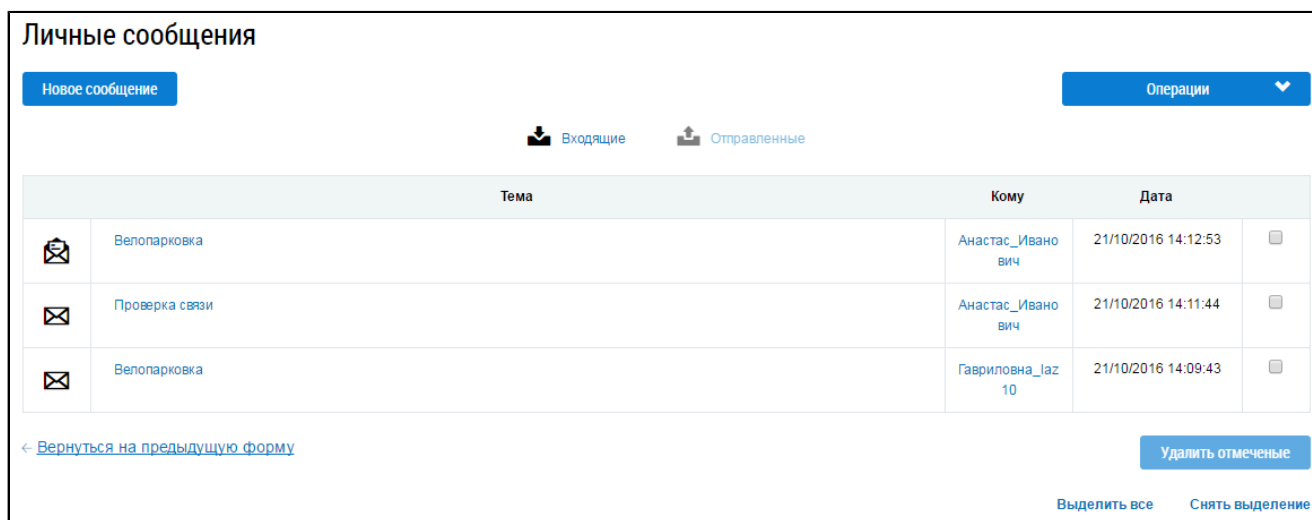 Личные сообщения
Новое сообщение
Операции
Входящие Отправленные
Тема Кому Дата
Велопарковка Анастас_Ивано 21/10/2016 14:12:53
вич
Проверка связи Анастас_Ивано 21/10/2016 14:11:44
вич
Велопарковка Гавриловна_laz 21/10/2016 14:09:43
10
← Вернуться на предыдущую форму
Удалить отмеченые
Выделить все Снять выделение